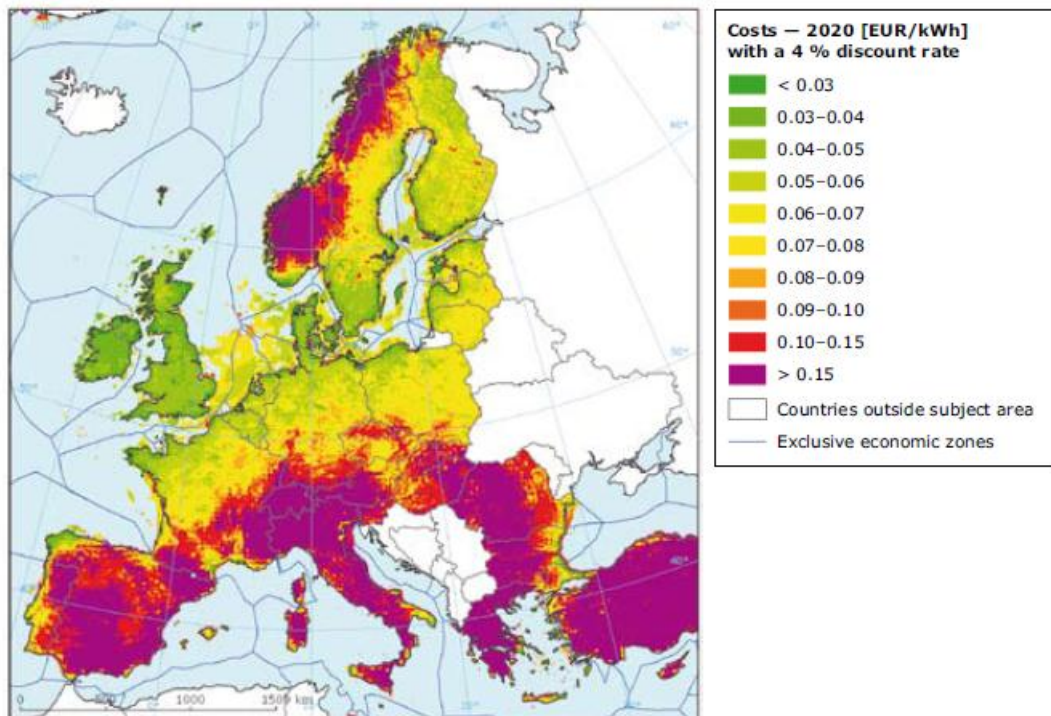 Costs — 2020 [EUR/kWh]
with a 4 % discount rate
< 0.03
0.03–0.04
0.04–0.05
0.05–0.06
0.06–0.07
0.07–0.08
0.08–0.09
0.09–0.10
0.10–0.15
> 0.15
Countries outside subject area
Exclusive economic zones
0 1000 1500 km